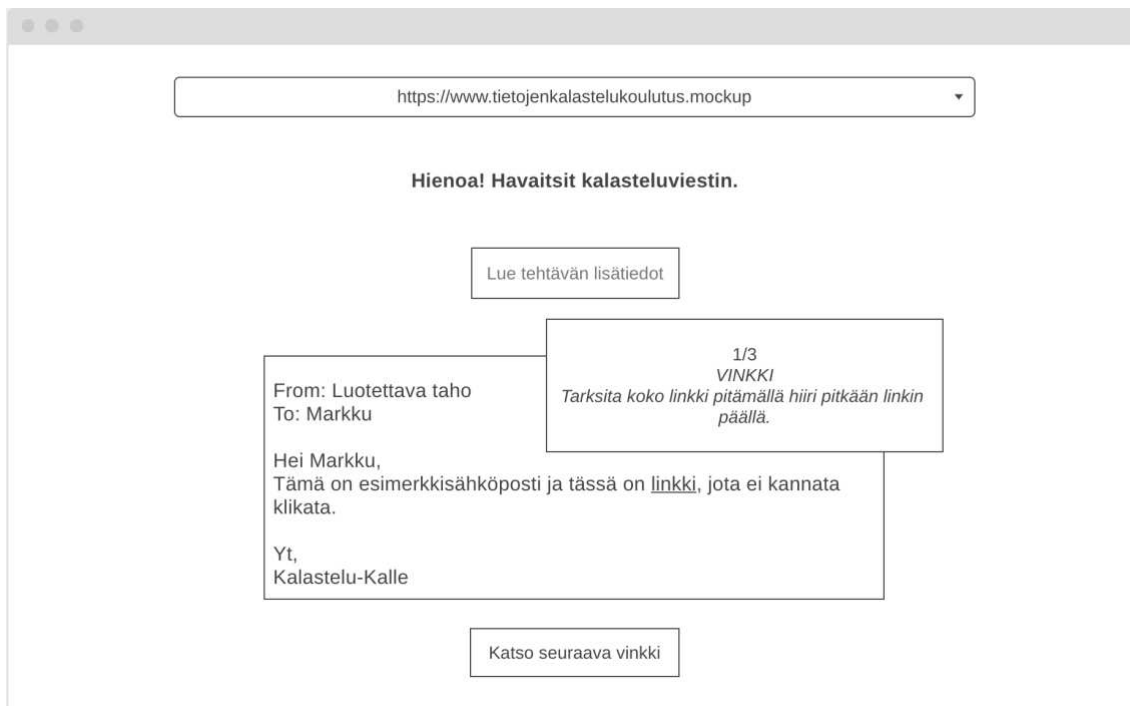 https://www.tietojenkalastelukoulutus.mockup
Hienoa! Havaitsit kalasteluviestin.
Lue tehtävän lisätiedot
1/3
VINKKI
Tarksita koko linkki pitämällä hiiri pitkään linkin
päällä.
From: Luotettava taho
To: Markku
Hei Markku,
Tämä on esimerkkisähköposti ja tässä on linkki, jota ei kannata
klikata.
Yt,
Kalastelu-Kalle
Katso seuraava vinkki